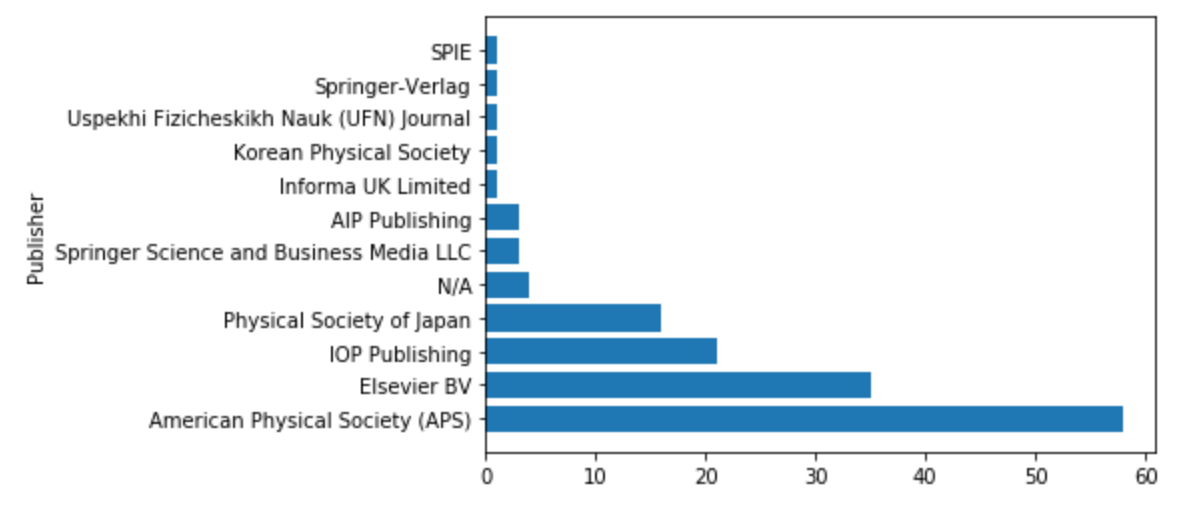 SPIE
Springer-Verlag
Uspekhi Fizicheskikh Nauk (UFN) Journal
Korean Physical Society
Informa UK Limited
AIP Publishing
Springer Science and Business Media LLC
N/A
Physical Society of Japan
IOP Publishing
Elsevier BV
American Physical Society (APS)
Publisher
0 10 20 30 40 50 60